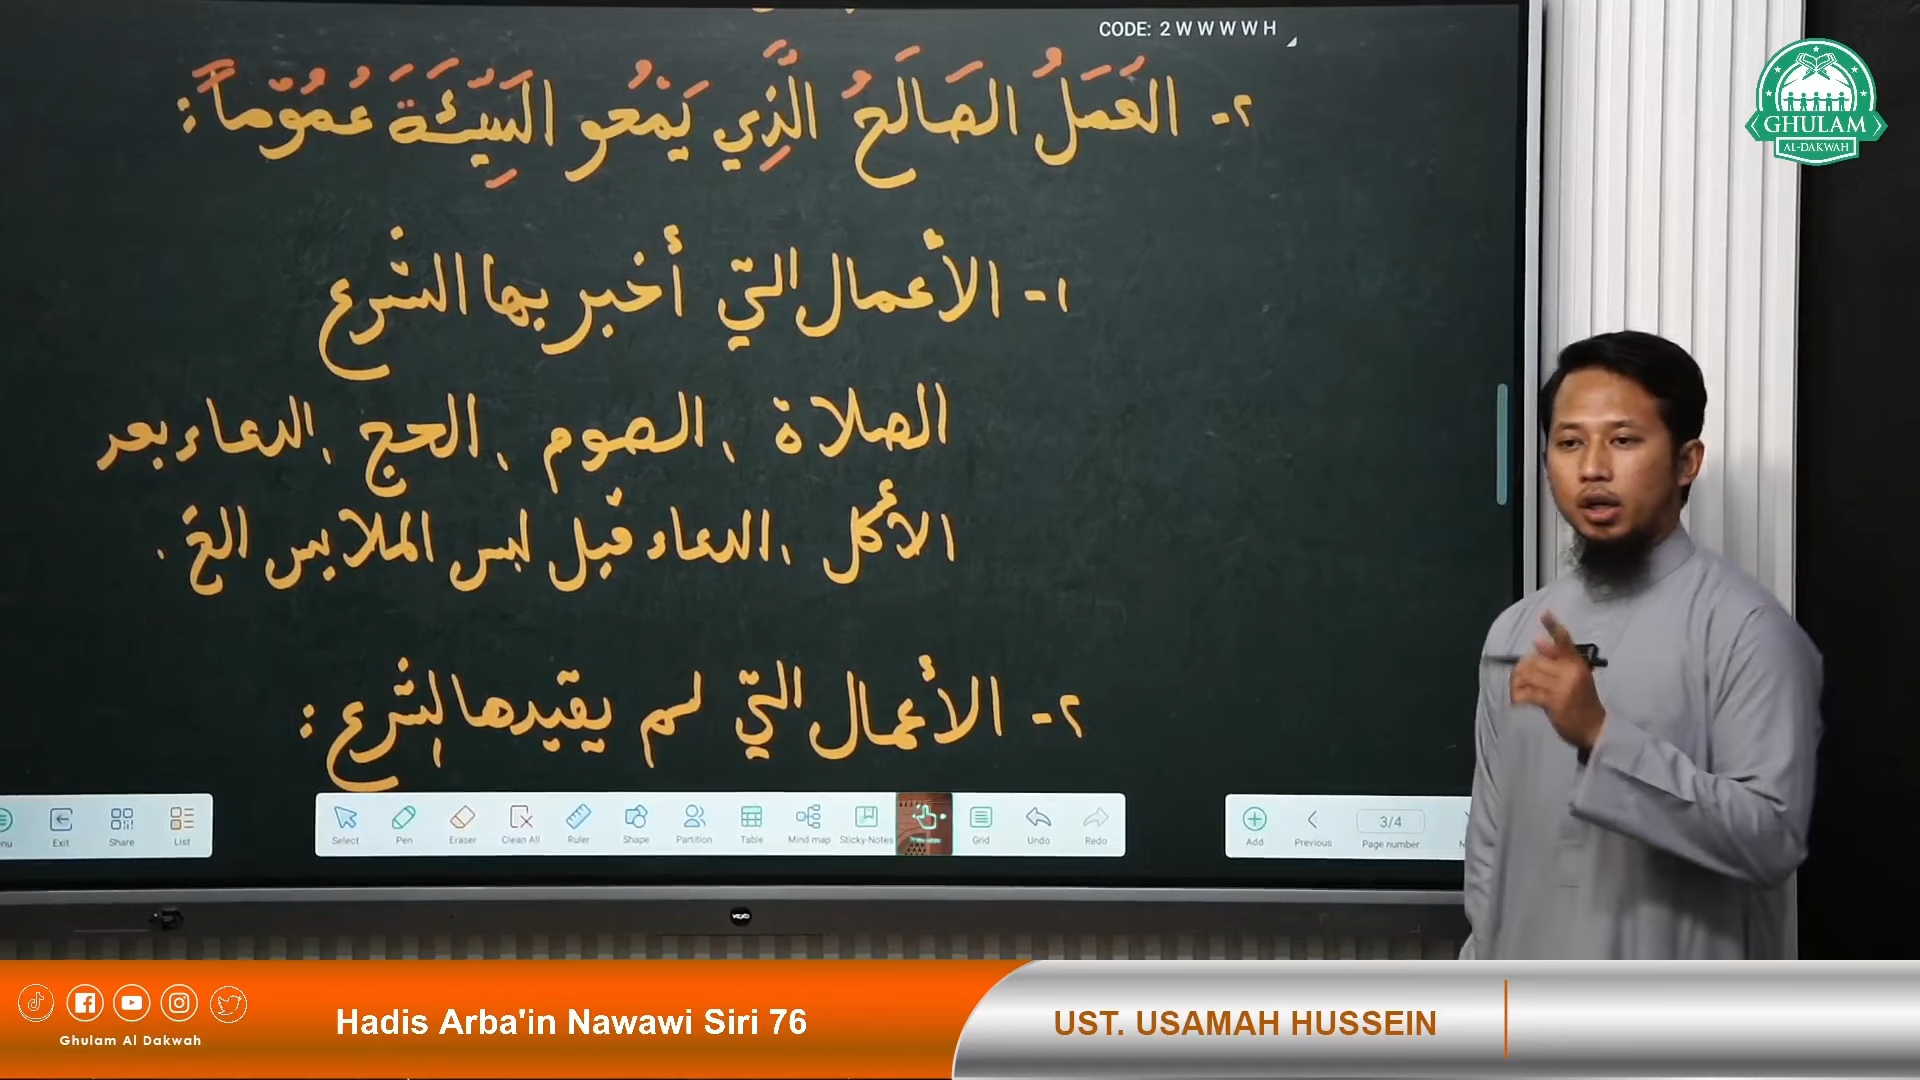 CODE: 2 W W W W H
٢- العَمَلُ الصَالَحُ الَّذِي يَمْحُو السَيِئَةَ عُمُوْماً:
١- الأعمال التي أخبر بها الشرع
الصلاة، الصوم، الحج، الدعاء بعد
الأكل، الدعاء قبل لبس الملابس الخ.
٢- الأعمال التي لم يقيدها الشرع:
GHULAM
AL-DAKWAH
Exit
Share
List
Select
Pen
Eraser
Clean All
Ruler
Shape
Partition
Table
Mind map
Sticky-Notes
Grid
Undo
Redo
Add
Previous
3/4
Page number
Ghulam Al Dakwah
Hadis Arba'in Nawawi Siri 76
UST. USAMAH HUSSEIN